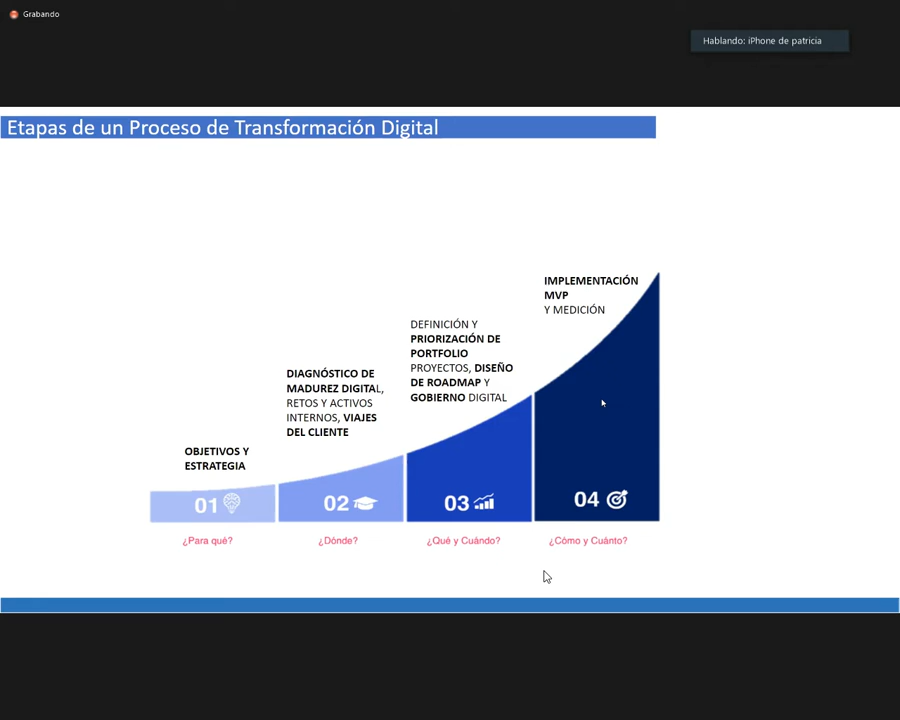 Grabando
Hablando: iPhone de patricia
Etapas de un Proceso de Transformación Digital
OBJETIVOS Y
ESTRATEGIA
DIAGNÓSTICO DE
MADUREZ DIGITAL,
RETOS Y ACTIVOS
INTERNOS, VIAJES
DEL CLIENTE
DEFINICIÓN Y
PRIORIZACIÓN DE
PORTFOLIO
PROYECTOS, DISEÑO
DE ROADMAP Y
GOBIERNO DIGITAL
IMPLEMENTACIÓN
MVP
Y MEDICIÓN
01
02
03
04
¿Para qué?
¿Dónde?
¿Qué y Cuándo?
¿Cómo y Cuánto?